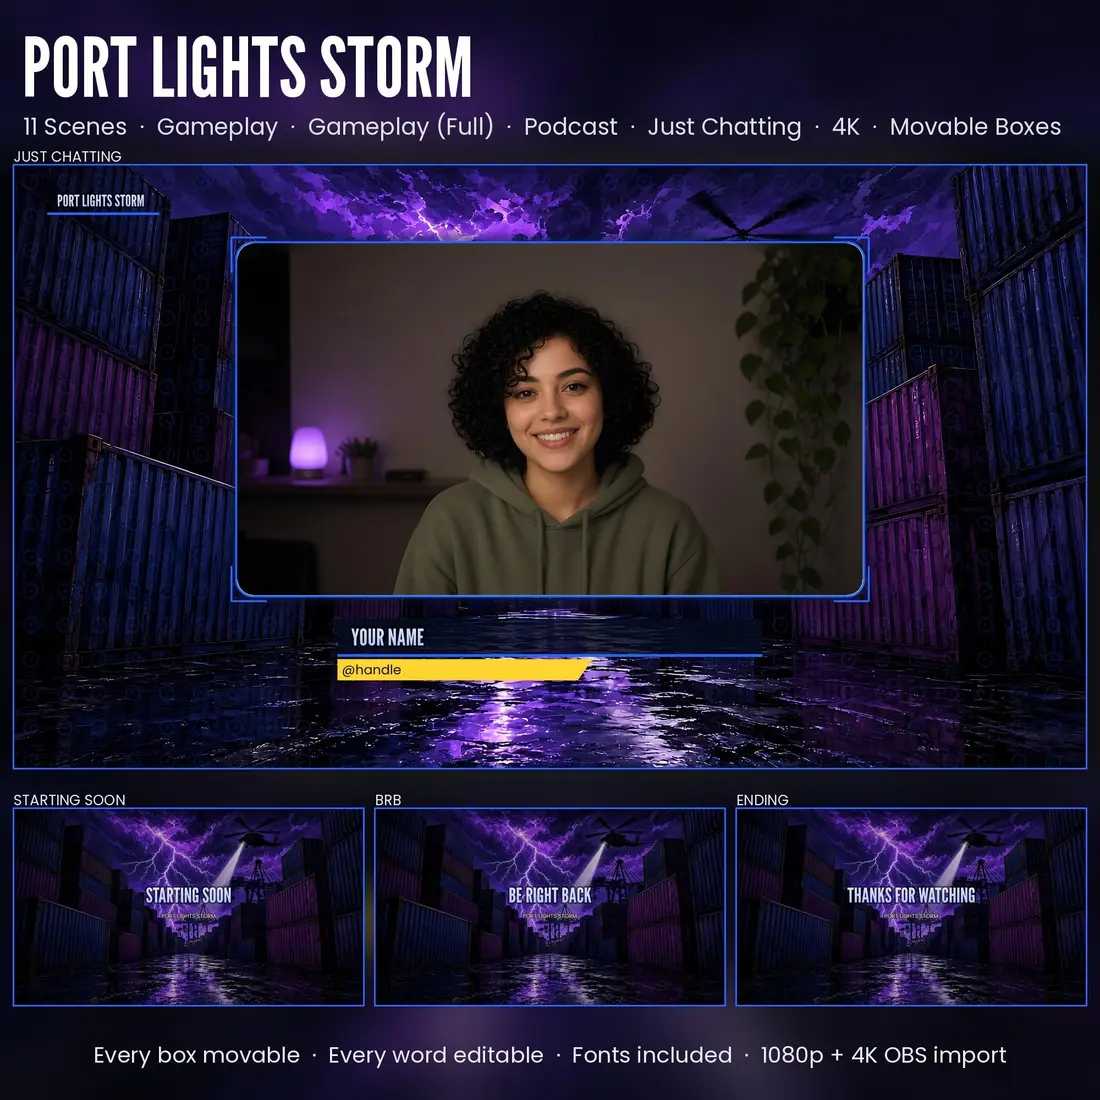 PORT LIGHTS STORM
11 Scenes · Gameplay · Gameplay (Full) · Podcast · Just Chatting · 4K · Movable Boxes
JUST CHATTING
PORT LIGHTS STORM
YOUR NAME
@handle
STARTING SOON
BRB
ENDING
STARTING SOON
PORT LIGHTS STORM
BE RIGHT BACK
PORT LIGHTS STORM
THANKS FOR WATCHING
PORT LIGHTS STORM
Every box movable · Every word editable · Fonts included · 1080p + 4K OBS import